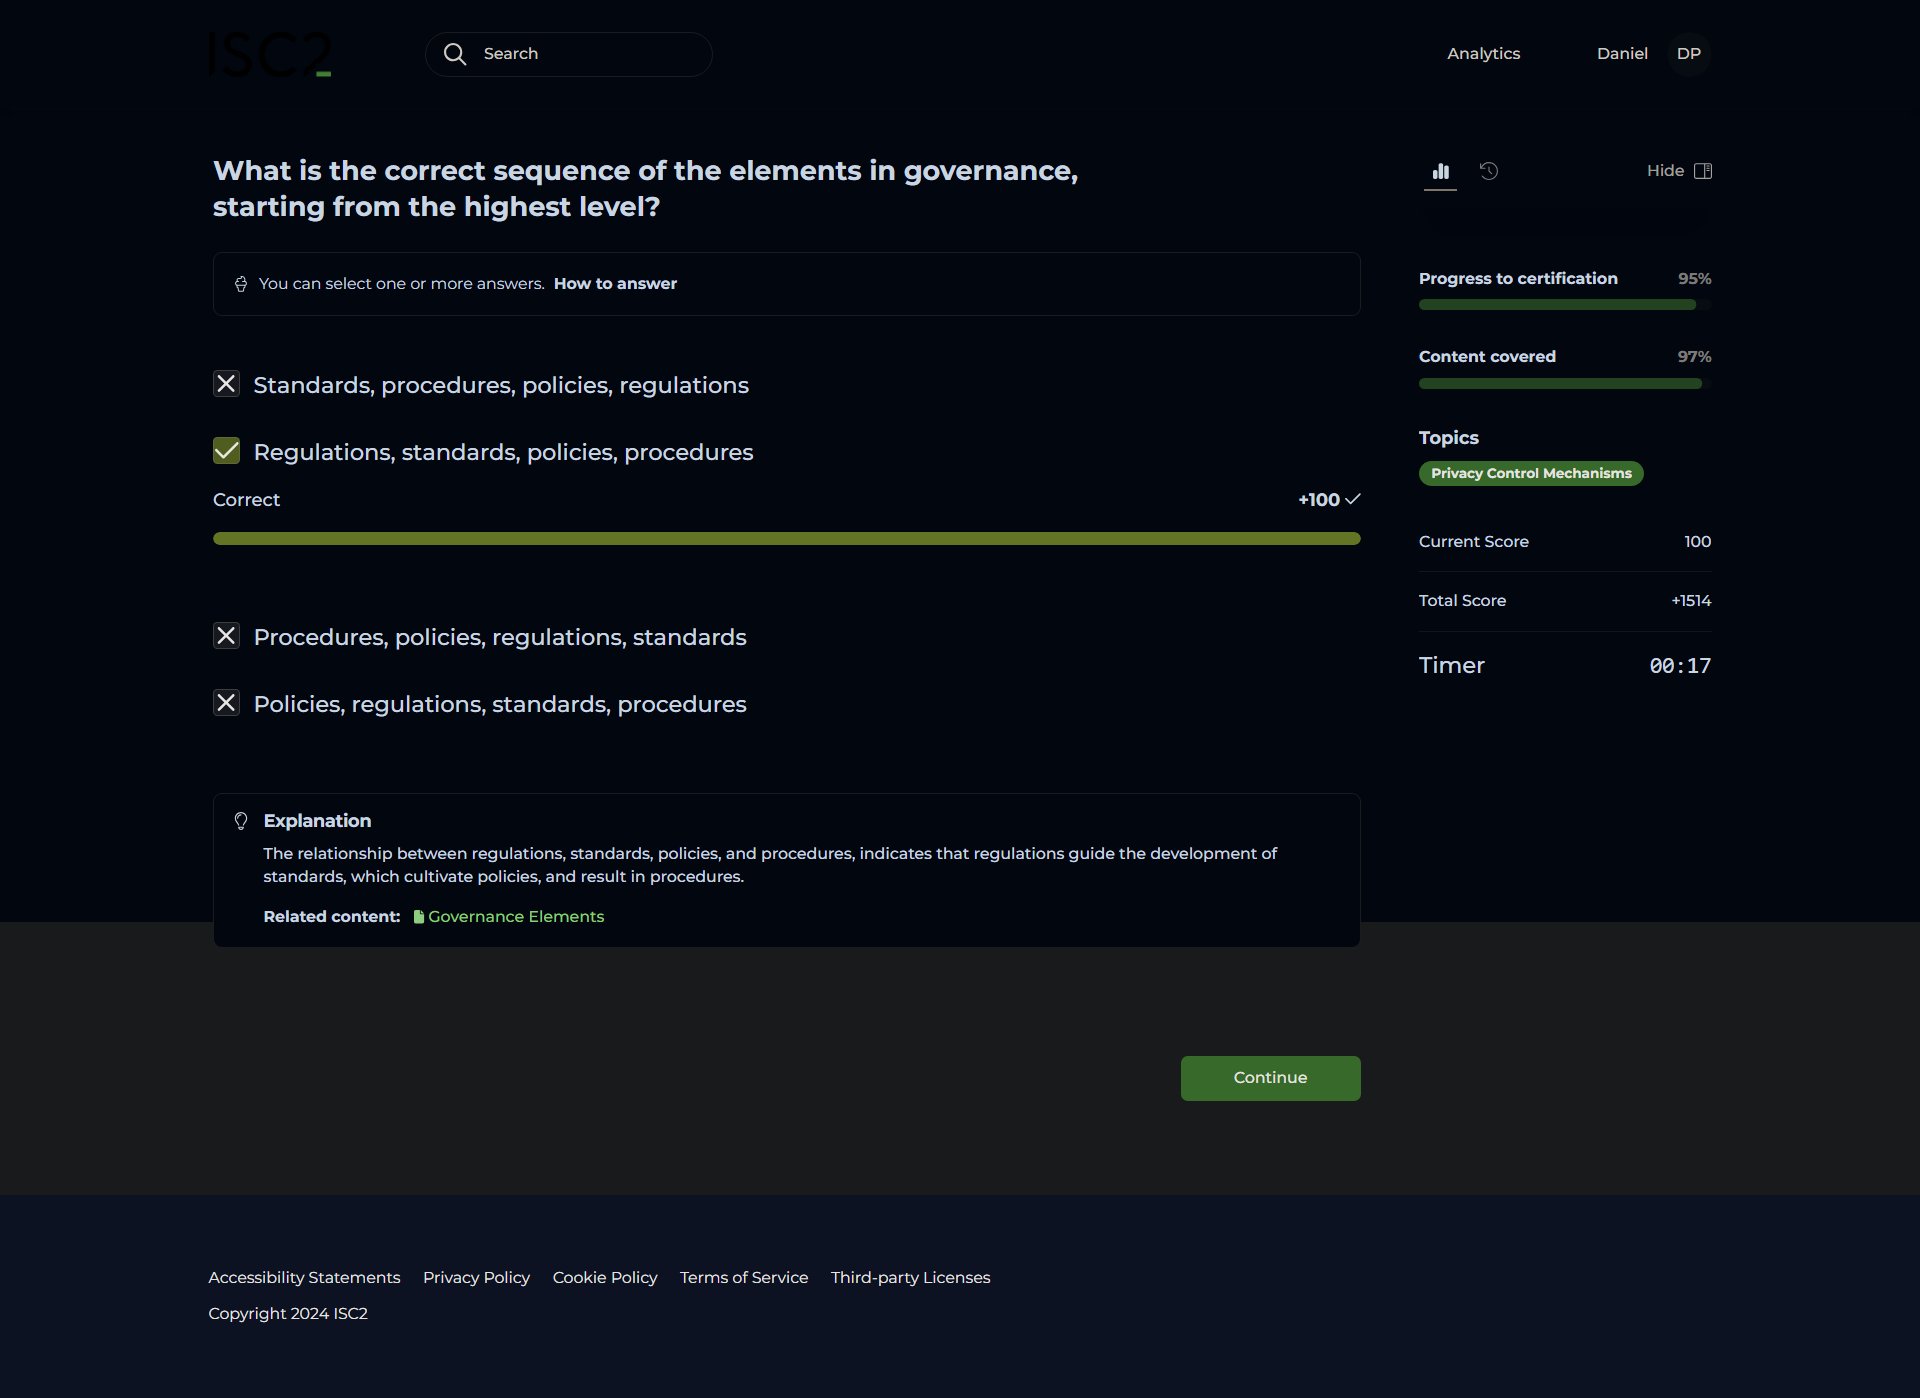 ISC2
Search
Analytics
Daniel
DP
What is the correct sequence of the elements in governance,
starting from the highest level?
Hide
You can select one or more answers. How to answer
Progress to certification 95%
Content covered 97%
Standards, procedures, policies, regulations
Regulations, standards, policies, procedures
Correct +100
Topics
Privacy Control Mechanisms
Current Score 100
Total Score +1514
Timer 00:17
Procedures, policies, regulations, standards
Policies, regulations, standards, procedures
Explanation
The relationship between regulations, standards, policies, and procedures, indicates that regulations guide the development of
standards, which cultivate policies, and result in procedures.
Related content: Governance Elements
Continue
Accessibility Statements Privacy Policy Cookie Policy Terms of Service Third-party Licenses
Copyright 2024 ISC2